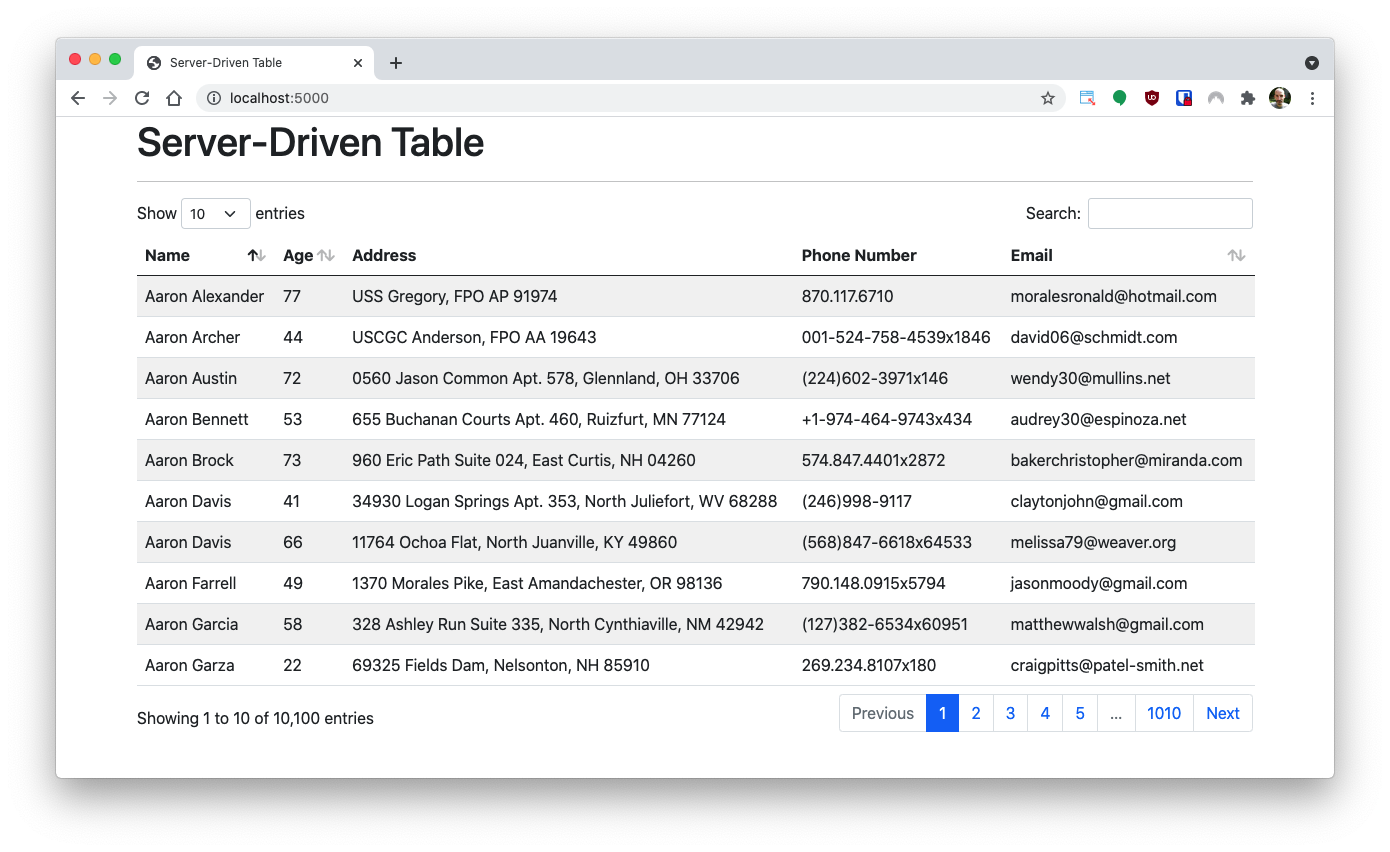 Server-Driven Table
localhost:5000
Server-Driven Table
Show 10 entries Search:
Name Age Address Phone Number Email
Aaron Alexander 77 USS Gregory, FPO AP 91974 870.117.6710 moralesronald@hotmail.com
Aaron Archer 44 USCGC Anderson, FPO AA 19643 001-524-758-4539x1846 david06@schmidt.com
Aaron Austin 72 0560 Jason Common Apt. 578, Glennland, OH 33706 (224)602-3971x146 wendy30@mullins.net
Aaron Bennett 53 655 Buchanan Courts Apt. 460, Ruizfurt, MN 77124 +1-974-464-9743x434 audrey30@espinoza.net
Aaron Brock 73 960 Eric Path Suite 024, East Curtis, NH 04260 574.847.4401x2872 bakerchristopher@miranda.com
Aaron Davis 41 34930 Logan Springs Apt. 353, North Juliefort, WV 68288 (246)998-9117 claytonjohn@gmail.com
Aaron Davis 66 11764 Ochoa Flat, North Juanville, KY 49860 (568)847-6618x64533 melissa79@weaver.org
Aaron Farrell 49 1370 Morales Pike, East Amandachester, OR 98136 790.148.0915x5794 jasonmoody@gmail.com
Aaron Garcia 58 328 Ashley Run Suite 335, North Cynthiaville, NM 42942 (127)382-6534x60951 matthewwalsh@gmail.com
Aaron Garza 22 69325 Fields Dam, Nelsonton, NH 85910 269.234.8107x180 craigpitts@patel-smith.net
Showing 1 to 10 of 10,100 entries Previous 1 2 3 4 5 ... 1010 Next